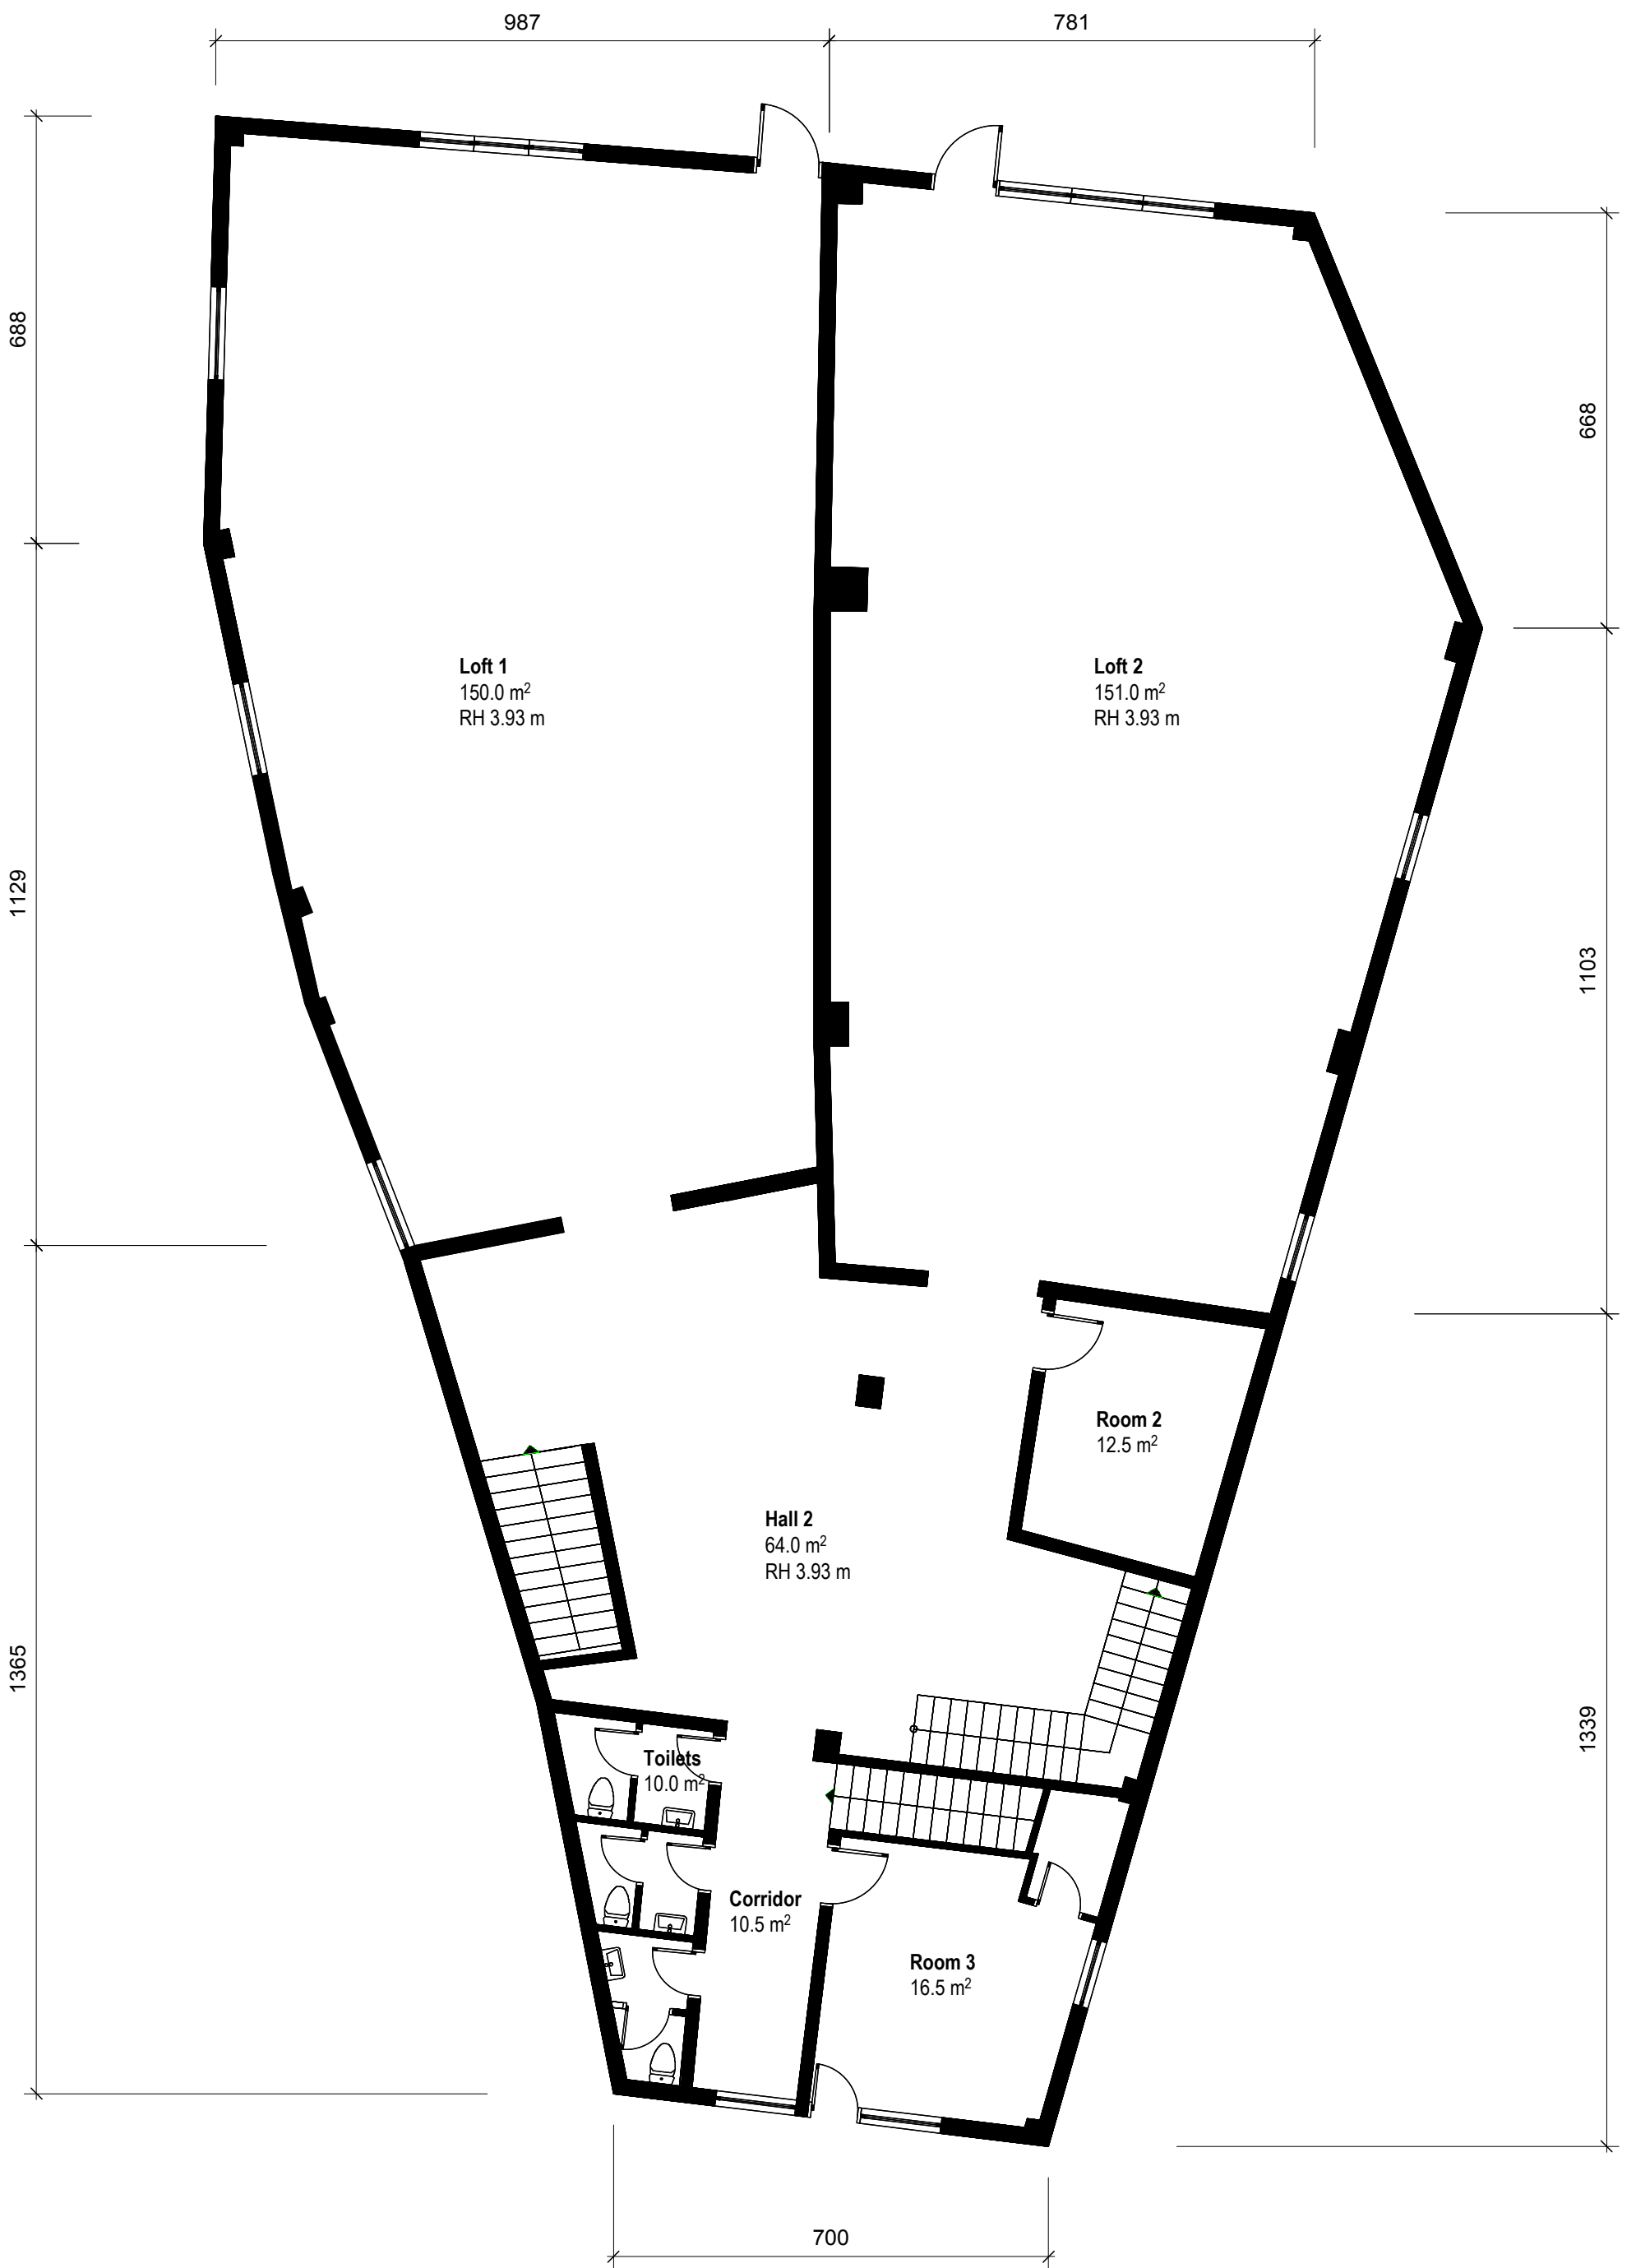 987
781
688
668
Loft 1
150.0 m²
RH 3.93 m
Loft 2
151.0 m²
RH 3.93 m
1129
1103
Room 2
12.5 m²
Hall 2
64.0 m²
RH 3.93 m
1365
1339
Toilets
10.0 m²
Corridor
10.5 m²
Room 3
16.5 m²
700